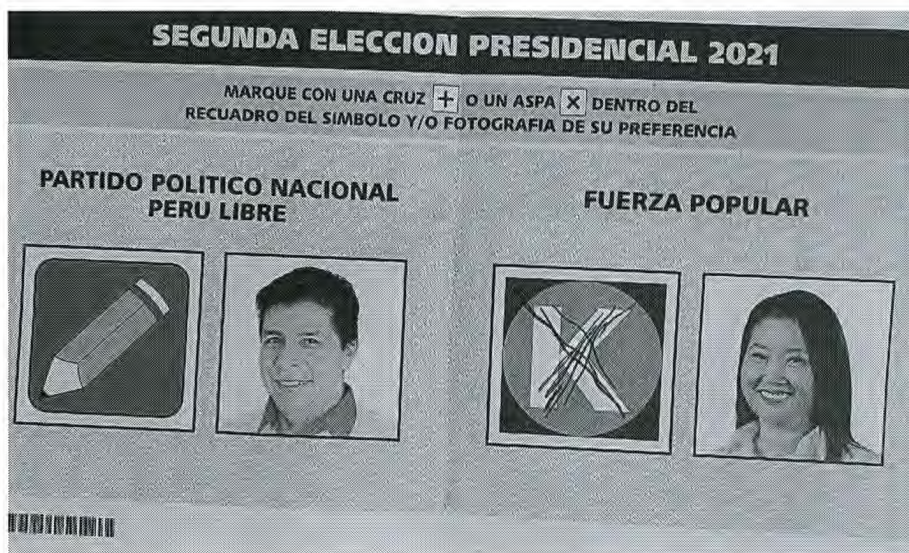 SEGUNDA ELECCION PRESIDENCIAL 2021
MARQUE CON UNA CRUZ + O UN ASPA X DENTRO DEL
RECUADRO DEL SIMBOLO Y/O FOTOGRAFIA DE SU PREFERENCIA
PARTIDO POLITICO NACIONAL
PERU LIBRE
FUERZA POPULAR
K